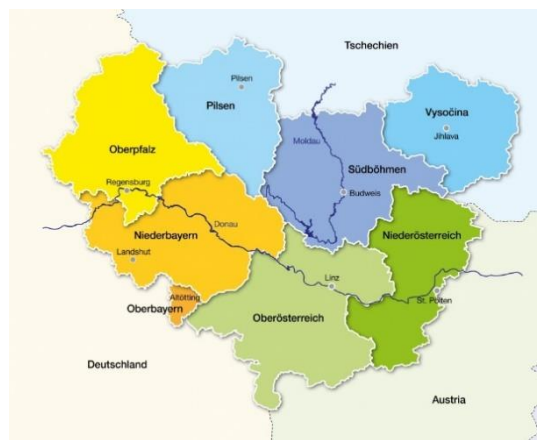 Tschechien
Pilsen
Pilsen
Vysočina
Jihlava
Moldau
Oberpfalz
Südböhmen
Regensburg
Budweis
Donau
Niederbayern
Niederösterreich
Landshut
Linz
Altötting
Oberbayern
St. Pölten
Oberösterreich
Deutschland
Austria